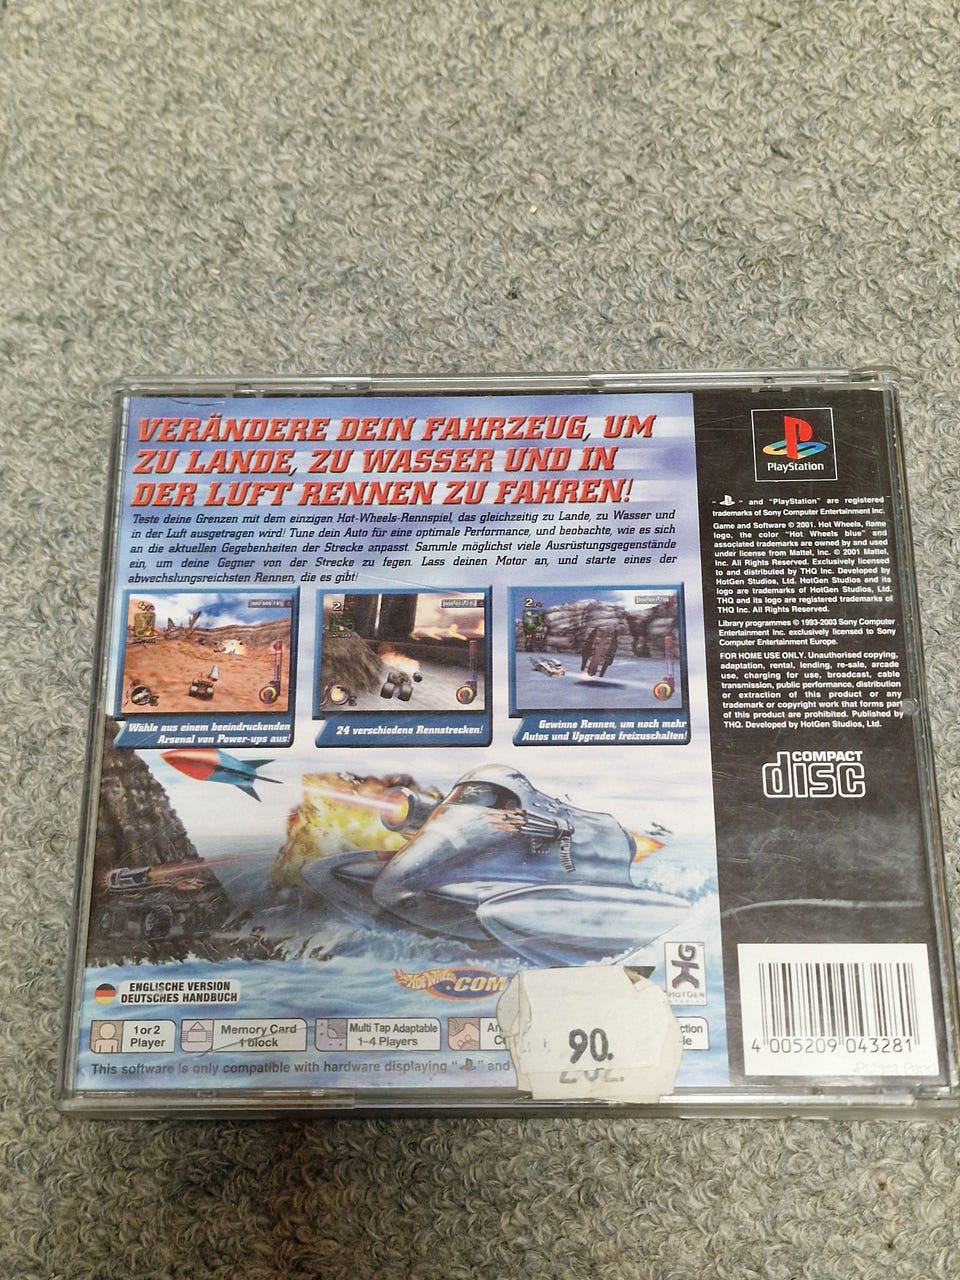 VERÄNDERE DEIN FAHRZEUG, UM
ZU LANDE, ZU WASSER UND IN
DER LUFT RENNEN ZU FAHREN!
Teste deine Grenzen mit dem einzigen Hot-Wheels-Rennspiel, das gleichzeitig zu Lande, zu Wasser und
in der Luft ausgetragen wird! Tune dein Auto für eine optimale Performance, und beobachte, wie es sich
an die aktuellen Gegebenheiten der Strecke anpasst. Sammle möglichst viele Ausrüstungsgegenstände
ein, um deine Gegner von der Strecke zu fegen. Lass deinen Motor an, und starte eines der
abwechslungsreichsten Rennen, die es gibt!
Wähle aus einem beeindruckenden
Arsenal von Power-ups aus!
24 verschiedene Rennstrecken!
Gewinne Rennen, um noch mehr
Autos und Upgrades freizuschalten!
HOT WHEELS.COM
HOTGEN
ENGLISCHE VERSION
DEUTSCHES HANDBUCH
1 or 2
Player
Memory Card
1 block
Multi Tap Adaptable
1-4 Players
This software is only compatible with hardware displaying " " and
90.
PlayStation
" " and "PlayStation" are registered
trademarks of Sony Computer Entertainment Inc.
Game and Software © 2001. Hot Wheels, flame
logo, the color "Hot Wheels blue" and
associated trademarks are owned by and used
under license from Mattel, Inc. © 2001 Mattel,
Inc. All Rights Reserved. Exclusively licensed
to and distributed by THQ Inc. Developed by
HotGen Studios, Ltd. HotGen Studios and its
logo are trademarks of HotGen Studios, Ltd.
THQ and its logo are registered trademarks of
THQ Inc. All Rights Reserved.
Library programmes © 1993-2003 Sony Computer
Entertainment Inc. exclusively licensed to Sony
Computer Entertainment Europe.
FOR HOME USE ONLY. Unauthorised copying,
adaptation, rental, lending, re-sale, arcade
use, charging for use, broadcast, cable
transmission, public performance, distribution
or extraction of this product or any
trademark or copyright work that forms part
of this product are prohibited. Published by
THQ. Developed by HotGen Studios, Ltd.
COMPACT
disc
4 005209 043281